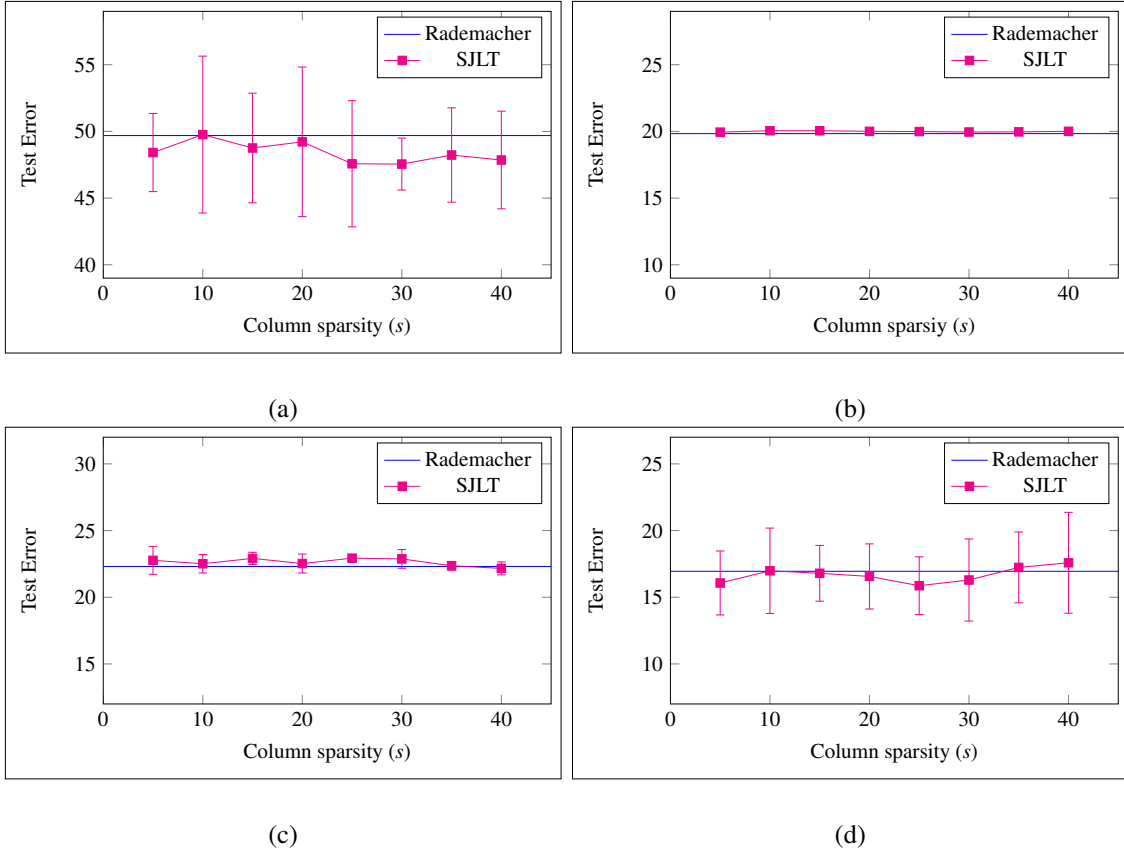 Rademacher
SJLT
55
50
45
40
Test Error
0 10 20 30 40
Column sparsity (s)
(a)
Rademacher
SJLT
25
20
15
10
Test Error
0 10 20 30 40
Column sparsiy (s)
(b)
Rademacher
SJLT
30
25
20
15
Test Error
0 10 20 30 40
Column sparsity (s)
(c)
Rademacher
SJLT
25
20
15
10
Test Error
0 10 20 30 40
Column sparsity (s)
(d)